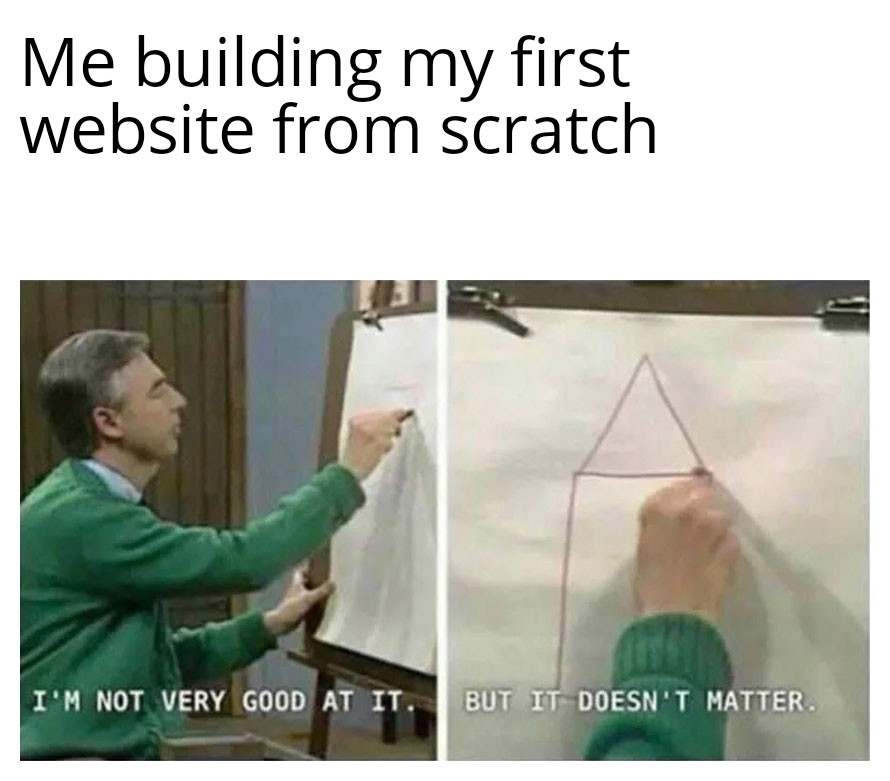 Me building my first
website from scratch
I'M NOT VERY GOOD AT IT.
BUT IT DOESN'T MATTER.